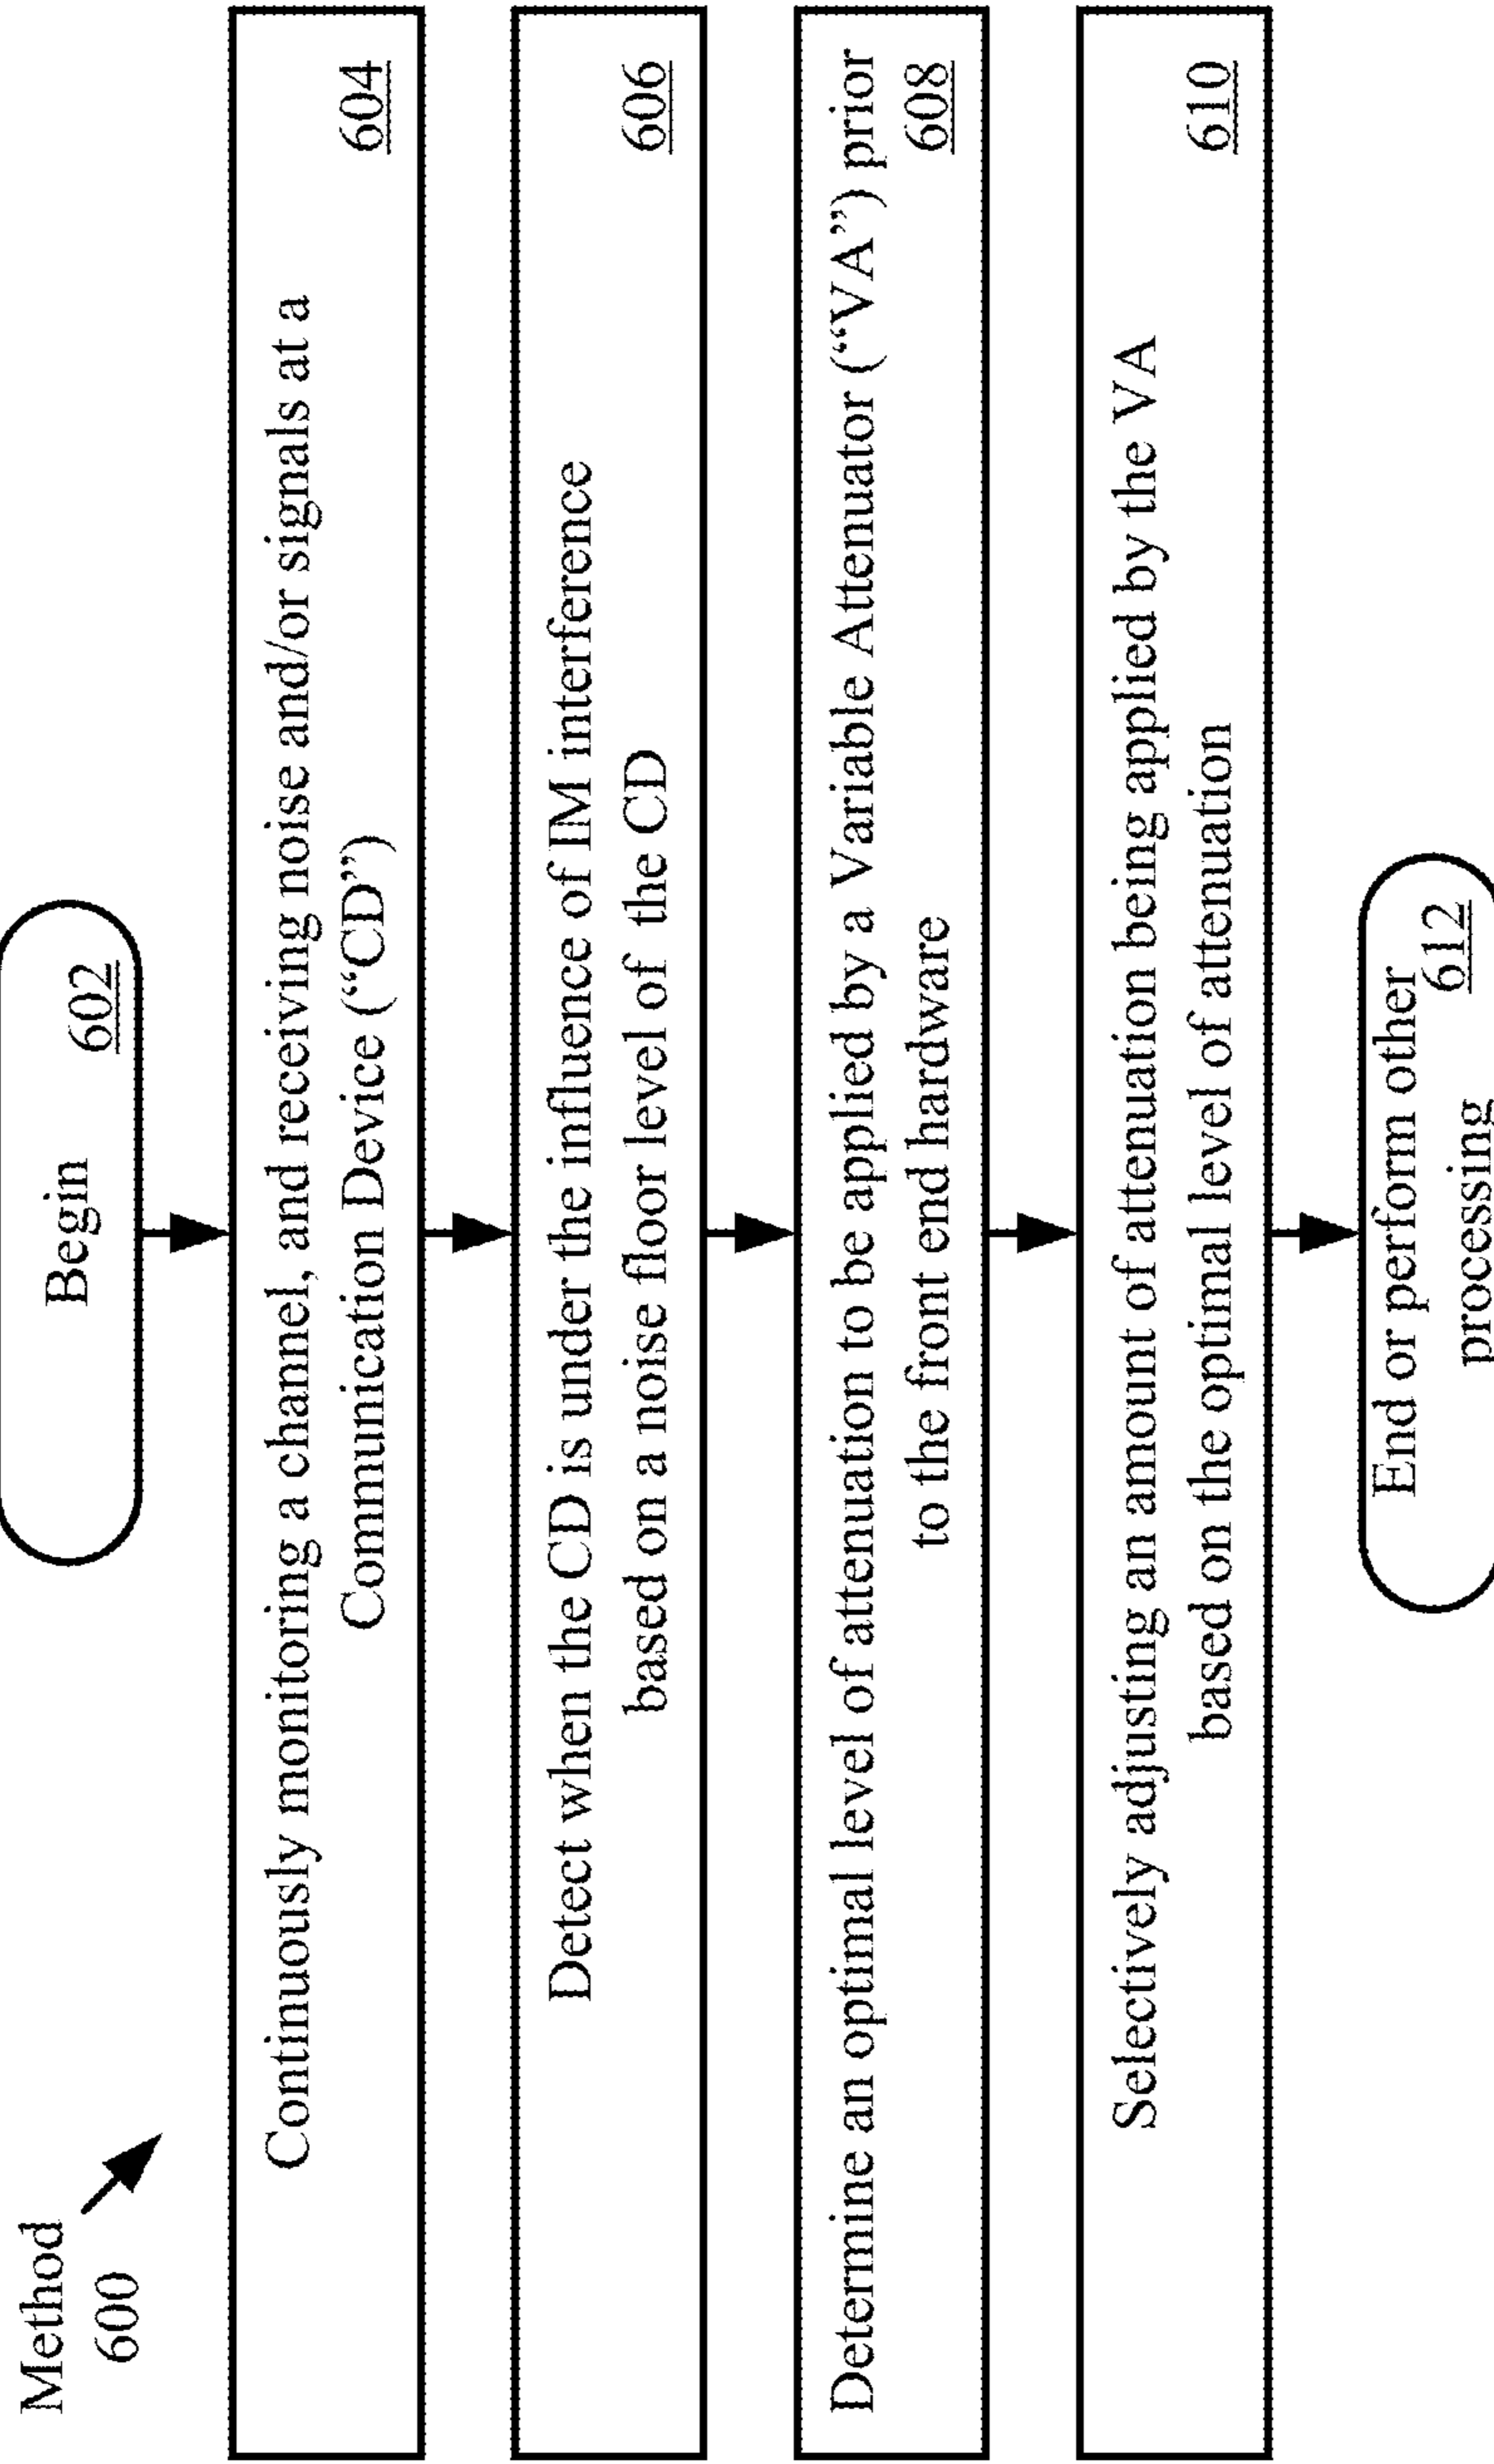 Method
600
Begin
602
Continuously monitoring a channel, and receiving noise and/or signals at a
Communication Device (“CD”)
604
Detect when the CD is under the influence of IM interference
based on a noise floor level of the CD
606
Determine an optimal level of attenuation to be applied by a Variable Attenuator (“VA”) prior
to the front end hardware
608
Selectively adjusting an amount of attenuation being applied by the VA
based on the optimal level of attenuation
610
End or perform other
processing
612